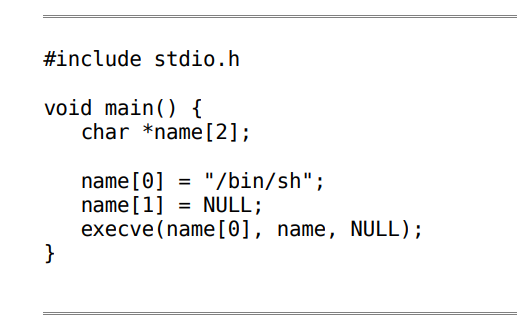 #include stdio.h
void main() {
char *name[2];
name[0] = "/bin/sh";
name[1] = NULL;
execve(name[0], name, NULL);
}